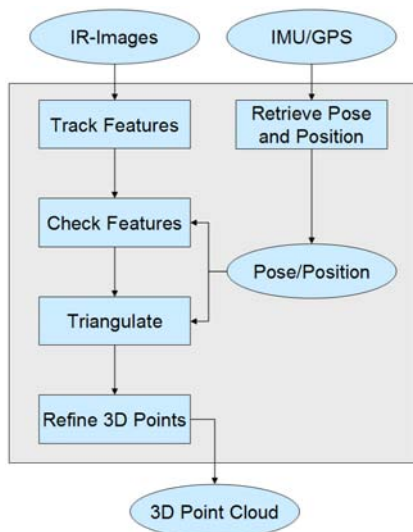 IR-Images
IMU/GPS
Track Features
Retrieve Pose
and Position
Check Features
Pose/Position
Triangulate
Refine 3D Points
3D Point Cloud